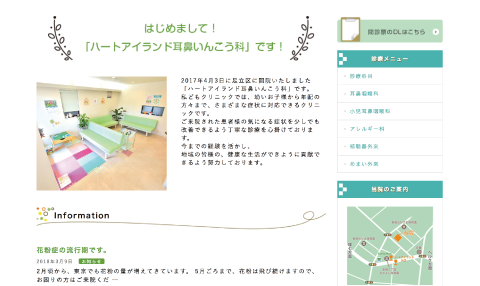 はじめまして！
「ハートアイランド耳鼻いんこう科」です！
2017年4月3日に足立区に開院いたしました
「ハートアイランド耳鼻いんこう科」です。
私どもクリニックでは、幼いお子様から年配の
方々まで、さまざまな症状に対応できるクリニ
ックです。
ご来院された患者様の気になる症状を少しでも
改善できるよう丁寧な診療を心掛けておりま
す。
今までの経験を活かし、
地域の皆様の、健康な生活ができように貢献で
きるよう努力しております。
Information
花粉症の流行期です。
2018年3月9日 お知らせ
2月頃から、東京でも花粉の量が増えてきています。 5月ごろまで、花粉は飛び続けますので、
お困りの方はご来院くだ …
問診票のDLはこちら
診療メニュー
診療科目
耳鼻咽喉科
小児耳鼻咽喉科
アレルギー科
頭頸部外来
めまい外来
当院のご案内